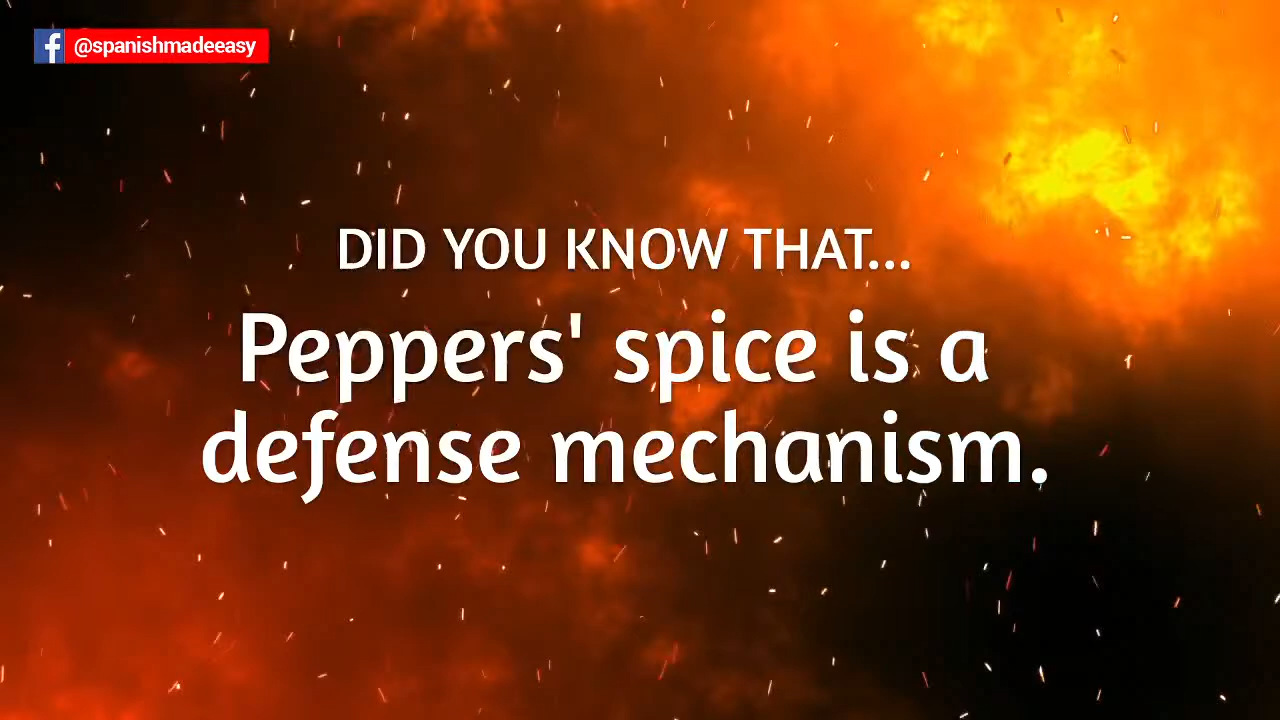 @spanishmadeeasy
DID YOU KNOW THAT...
Peppers' spice is a
defense mechanism.